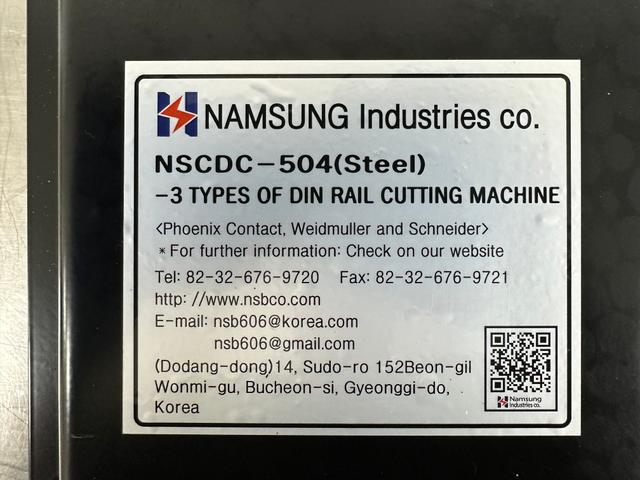 NAMSUNG Industries co.
NSCDC-504(Steel)
-3 TYPES OF DIN RAIL CUTTING MACHINE
<Phoenix Contact, Weidmuller and Schneider>
* For further information: Check on our website
Tel: 82-32-676-9720 Fax: 82-32-676-9721
http: //www.nsbco.com
E-mail: nsb606@korea.com
nsb606@gmail.com
(Dodang-dong)14, Sudo-ro 152Beon-gil
Wonmi-gu, Bucheon-si, Gyeonggi-do,
Korea
Namsung
Industries co.